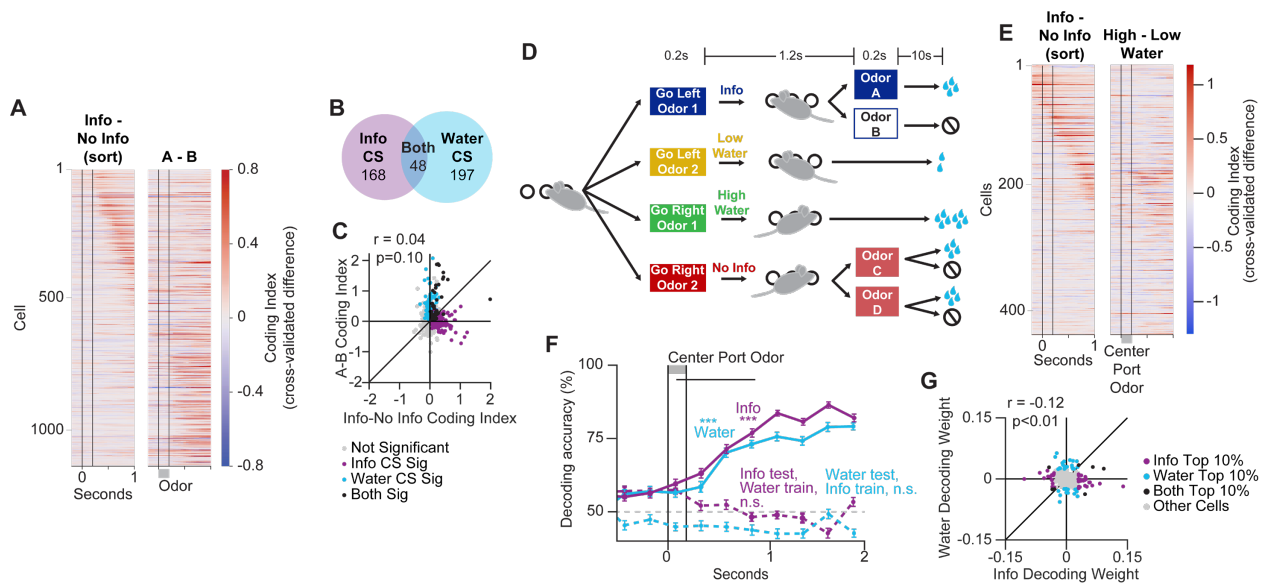 A
Info -
No Info
(sort)
A - B
1
500
1000
Cell
0
1
Seconds
Odor
0.8
0.4
0
-0.4
-0.8
Coding Index
(cross-validated difference)
B
Info
CS
168
Both
48
Water
CS
197
C
r = 0.04
p=0.10
2
1
0
-1
-2
A-B Coding Index
-2
-1
0
1
2
Info-No Info Coding Index
Not Significant
Info CS Sig
Water CS Sig
Both Sig
D
0.2s
1.2s
0.2s
10s
Go Left
Odor 1
Info
Odor
A
Odor
B
Go Left
Odor 2
Low
Water
Go Right
Odor 1
High
Water
Go Right
Odor 2
No Info
Odor
C
Odor
D
E
Info -
No Info
(sort)
High - Low
Water
1
200
400
Cells
0
1
Seconds
Center
Port
Odor
1
0.5
0
-0.5
-1
Coding Index
(cross-validated difference)
F
Center Port Odor
100
75
50
Decoding accuracy (%)
***
Water
Info
***
Info test,
Water train,
n.s.
Water test,
Info train, n.s.
0
1
2
Seconds
G
r = -0.12
p<0.01
0.15
0
-0.15
Water Decoding Weight
-0.15
0
0.15
Info Decoding Weight
Info Top 10%
Water Top 10%
Both Top 10%
Other Cells